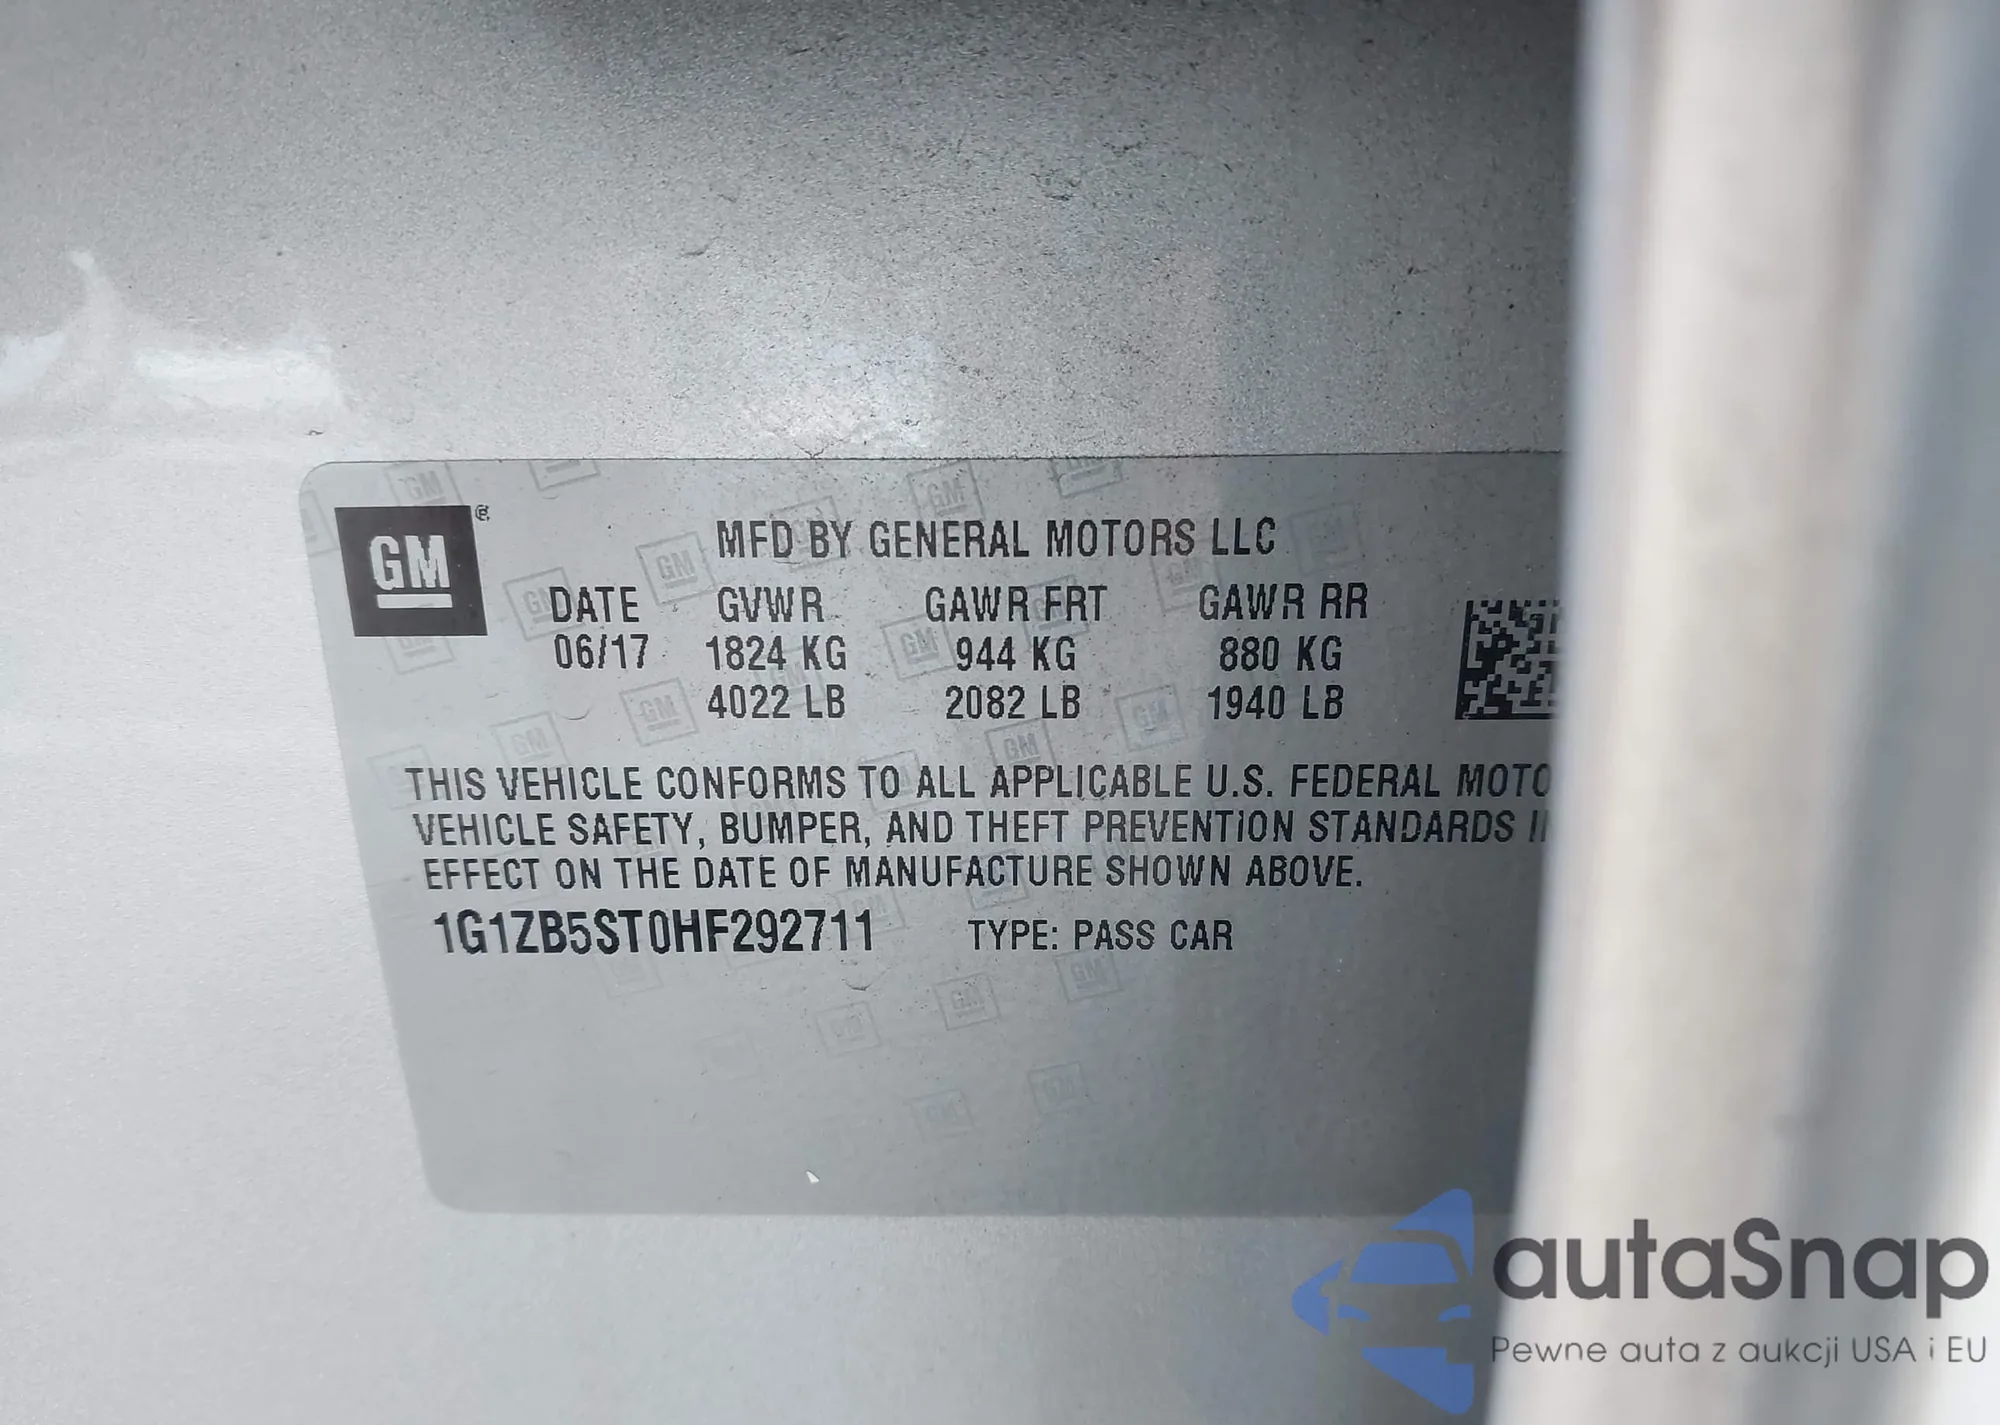 GM ®
MFD BY GENERAL MOTORS LLC
DATE GVWR GAWR FRT GAWR RR
06/17 1824 KG 944 KG 880 KG
4022 LB 2082 LB 1940 LB
THIS VEHICLE CONFORMS TO ALL APPLICABLE U.S. FEDERAL MOTO
VEHICLE SAFETY, BUMPER, AND THEFT PREVENTION STANDARDS
EFFECT ON THE DATE OF MANUFACTURE SHOWN ABOVE.
1G1ZB5ST0HF292711 TYPE: PASS CAR
autaSnap
Pewne auta z aukcji USA i EU